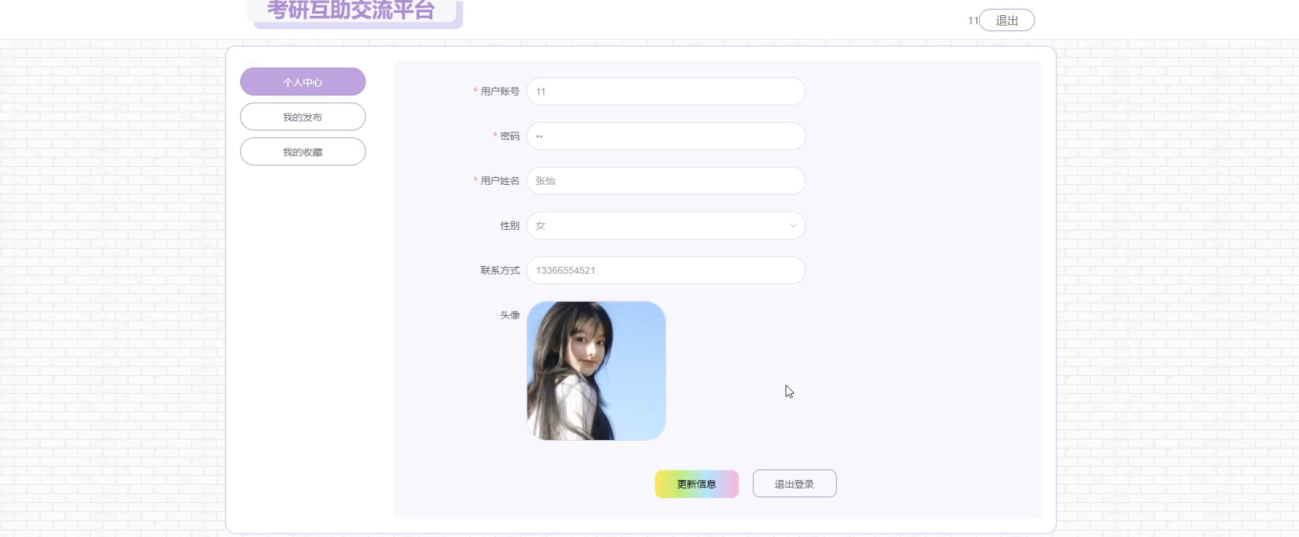 考研互助交流平台
11 退出
个人中心
我的发布
我的收藏
* 用户账号 11
* 密码 ••
* 用户姓名 张怡
性别 女
联系方式 13366554521
头像
更新信息 退出登录